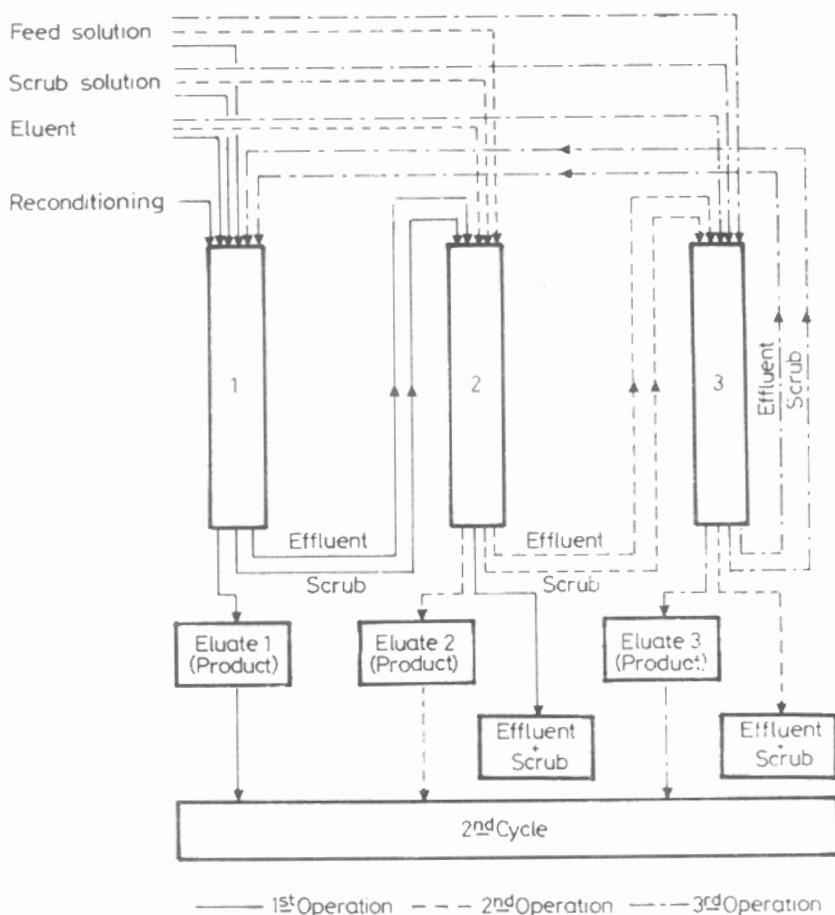 Feed solution
Scrub solution
Eluent
Reconditioning
1
2
3
Effluent
Scrub
Effluent
Scrub
Effluent
Scrub
Eluate 1
(Product)
Eluate 2
(Product)
Eluate 3
(Product)
Effluent
+
Scrub
Effluent
+
Scrub
2nd Cycle
1st Operation
2nd Operation
3rd Operation